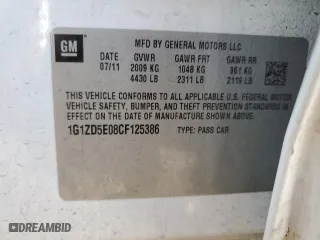 GM
MFD BY GENERAL MOTORS LLC
DATE GVWR GAWR FRT GAWR RR
07/11 2009 KG 1048 KG 961 KG
4430 LB 2311 LB 2119 LB
THIS VEHICLE CONFORMS TO ALL APPLICABLE U.S. FEDERAL MOTOR VEHICLE
SAFETY, BUMPER, AND THEFT PREVENTION STANDARDS IN EFFECT
ON THE DATE OF MANUFACTURE SHOWN ABOVE.
1G1ZD5E08CF125386 TYPE: PASS CAR
DREAMBID